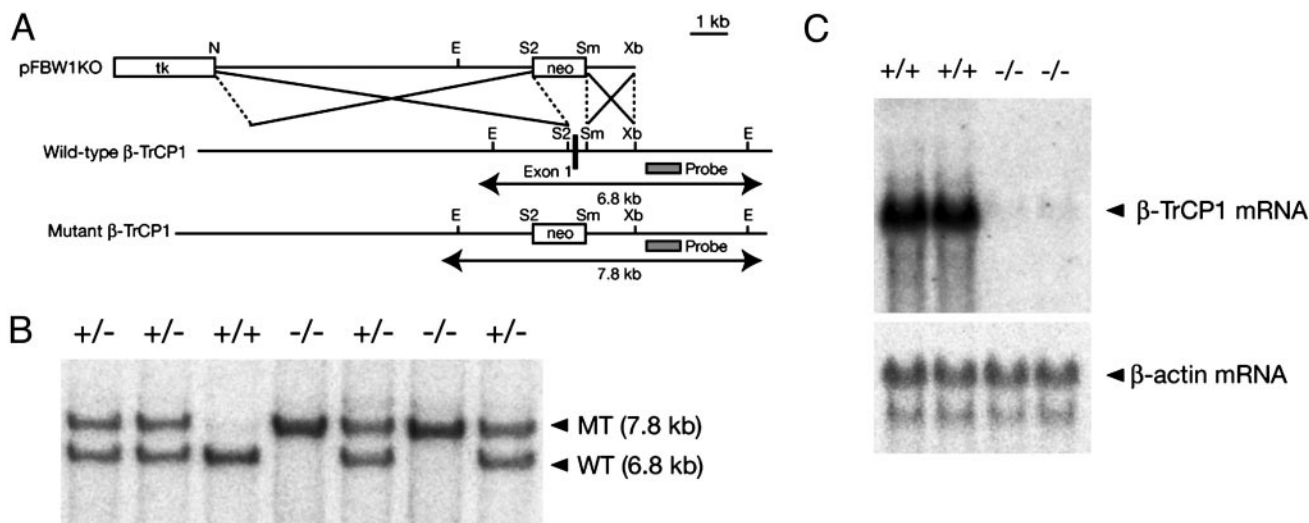 A
1 kb
N E S2 Sm Xb
pFBW1KO tk neo
E S2 Sm Xb E
Wild-type β-TrCP1
Exon 1 Probe
6.8 kb
E S2 Sm Xb E
Mutant β-TrCP1 neo
Probe
7.8 kb
B
+/- +/- +/+ -/- +/- -/- +/-
MT (7.8 kb)
WT (6.8 kb)
C
+/+ +/+ -/- -/-
β-TrCP1 mRNA
β-actin mRNA